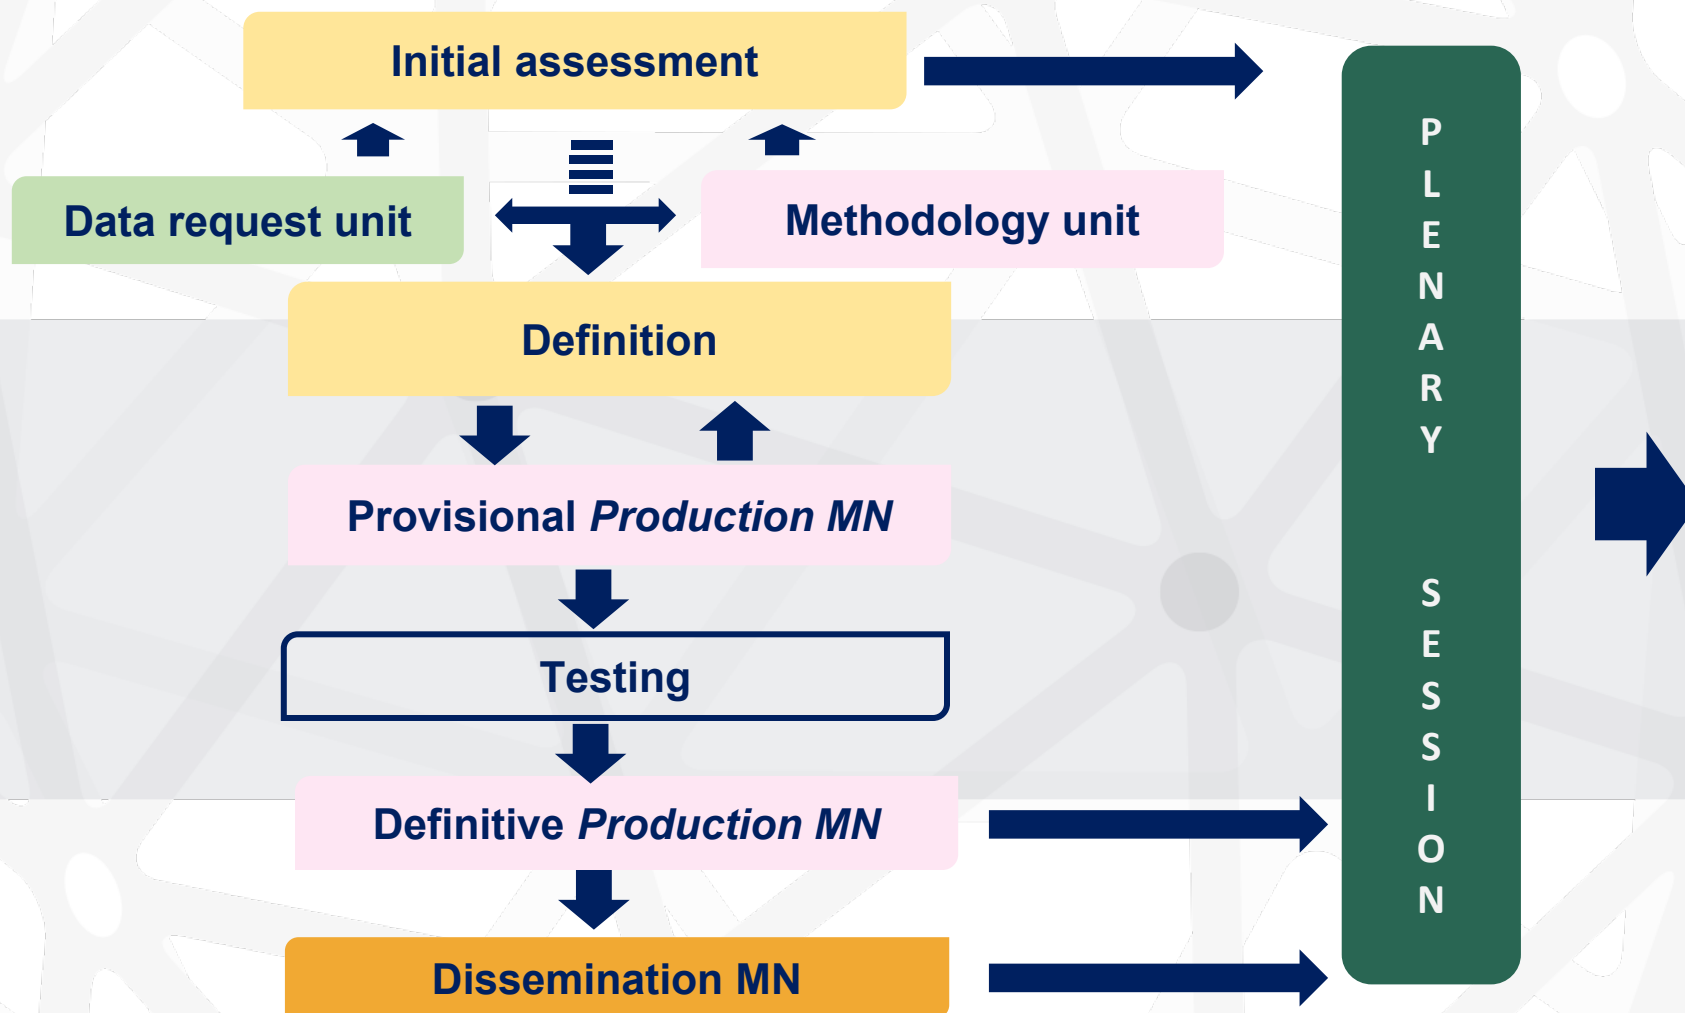 Initial assessment
Data request unit
Methodology unit
Definition
Provisional Production MN
Testing
Definitive Production MN
Dissemination MN
PLENARY
SESSION